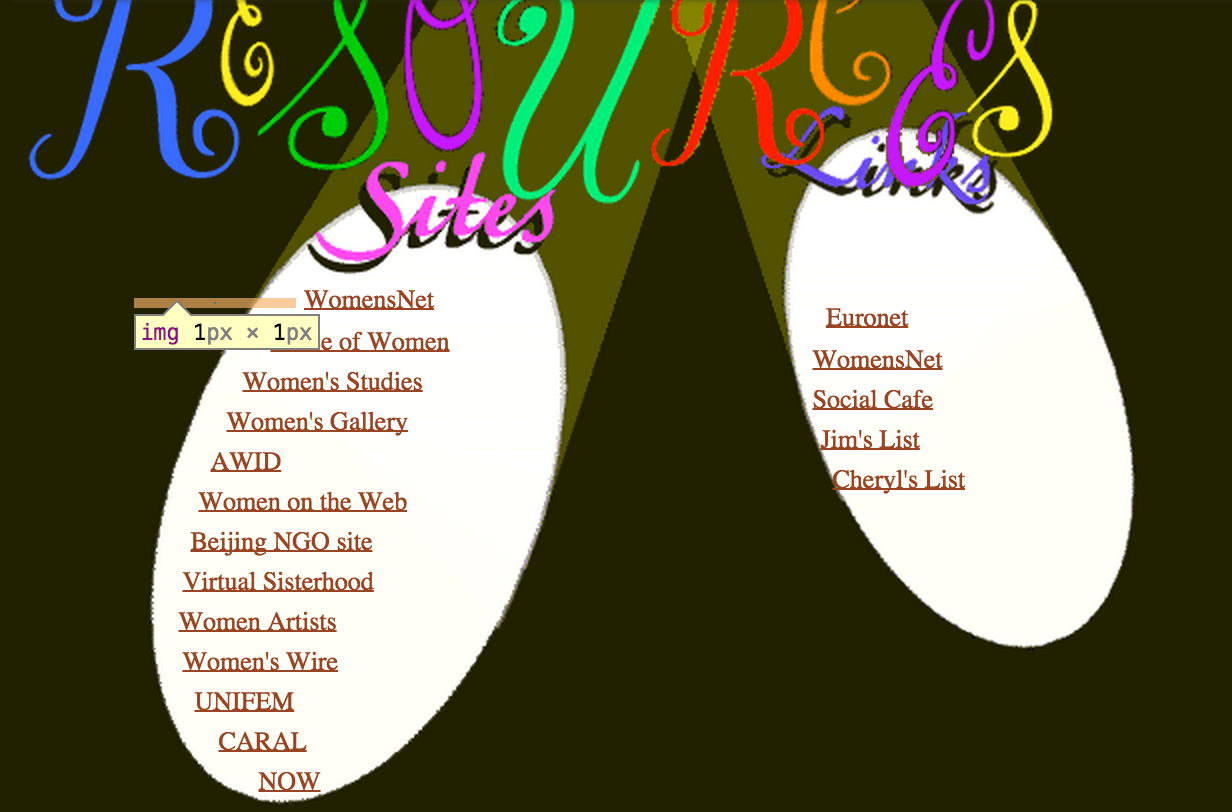 RESOURCES
Sites
Links
WomensNet
img 1px × 1px
e of Women
Women's Studies
Women's Gallery
AWID
Women on the Web
Beijing NGO site
Virtual Sisterhood
Women Artists
Women's Wire
UNIFEM
CARAL
NOW
Euronet
WomensNet
Social Cafe
Jim's List
Cheryl's List